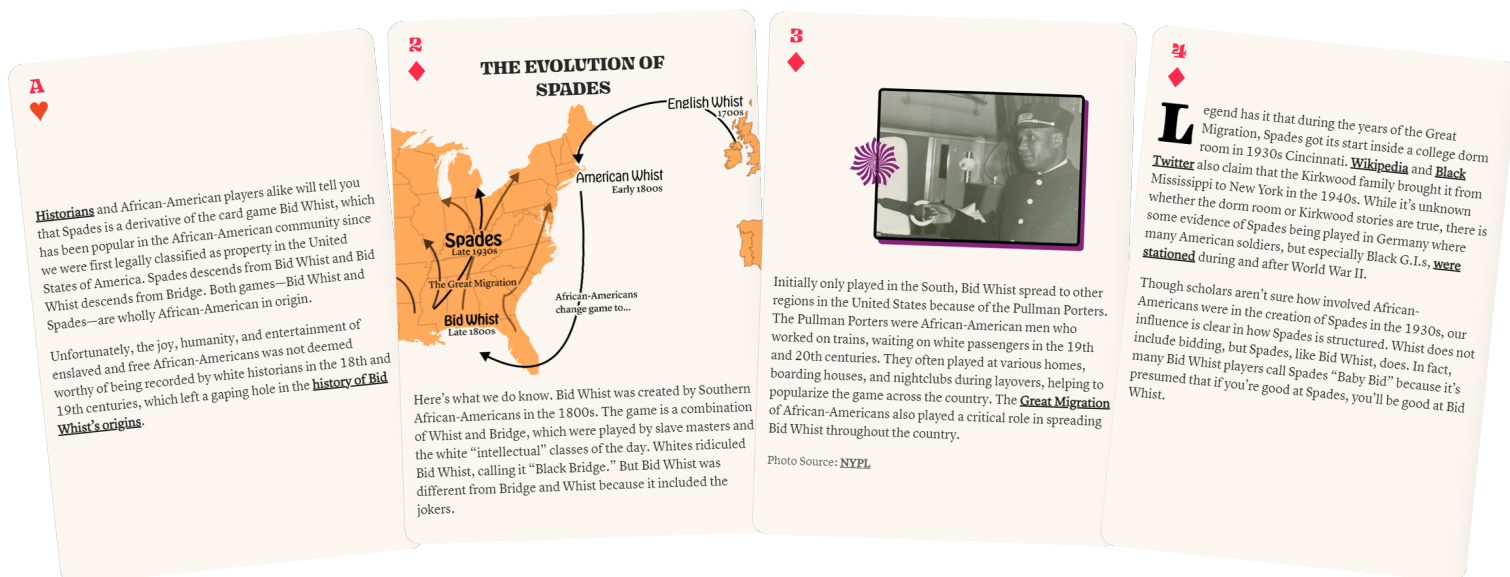 A
Historians and African-American players alike will tell you
that Spades is a derivative of the card game Bid Whist, which
has been popular in the African-American community since
we were first legally classified as property in the United
States of America. Spades descends from Bid Whist and Bid
Whist descends from Bridge. Both games—Bid Whist and
Spades—are wholly African-American in origin.
Unfortunately, the joy, humanity, and entertainment of
enslaved and free African-Americans was not deemed
worthy of being recorded by white historians in the 18th and
19th centuries, which left a gaping hole in the history of Bid
Whist's origins.
2
THE EVOLUTION OF
SPADES
English Whist
1700s
American Whist
Early 1800s
Spades
Late 1930s
The Great Migration
African-Americans
change game to...
Bid Whist
Late 1800s
Here's what we do know. Bid Whist was created by Southern
African-Americans in the 1800s. The game is a combination
of Whist and Bridge, which were played by slave masters and
the white “intellectual” classes of the day. Whites ridiculed
Bid Whist, calling it “Black Bridge.” But Bid Whist was
different from Bridge and Whist because it included the
jokers.
3
Initially only played in the South, Bid Whist spread to other
regions in the United States because of the Pullman Porters.
The Pullman Porters were African-American men who
worked on trains, waiting on white passengers in the 19th
and 20th centuries. They often played at various homes,
boarding houses, and nightclubs during layovers, helping to
popularize the game across the country. The Great Migration
of African-Americans also played a critical role in spreading
Bid Whist throughout the country.
Photo Source: NYPL
4
Legend has it that during the years of the Great
Migration, Spades got its start inside a college dorm
room in 1930s Cincinnati. Wikipedia and Black
Twitter also claim that the Kirkwood family brought it from
Mississippi to New York in the 1940s. While it's unknown
whether the dorm room or Kirkwood stories are true, there is
some evidence of Spades being played in Germany where
many American soldiers, but especially Black G.I.s, were
stationed during and after World War II.
Though scholars aren't sure how involved African-
Americans were in the creation of Spades in the 1930s, our
influence is clear in how Spades is structured. Whist does not
include bidding, but Spades, like Bid Whist, does. In fact,
many Bid Whist players call Spades “Baby Bid” because it's
presumed that if you're good at Spades, you'll be good at Bid
Whist.